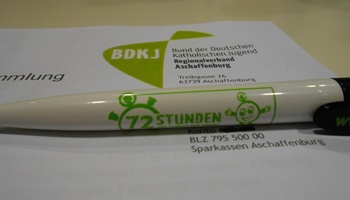 BDKJ
Bund der Deutschen
Katholischen Jugend
Regionalverband
Aschaffenburg
Treibgasse 26
63739 Aschaffenburg
mmlung
72 STUNDEN
BLZ 795 500 00
Sparkassen Aschaffenburg